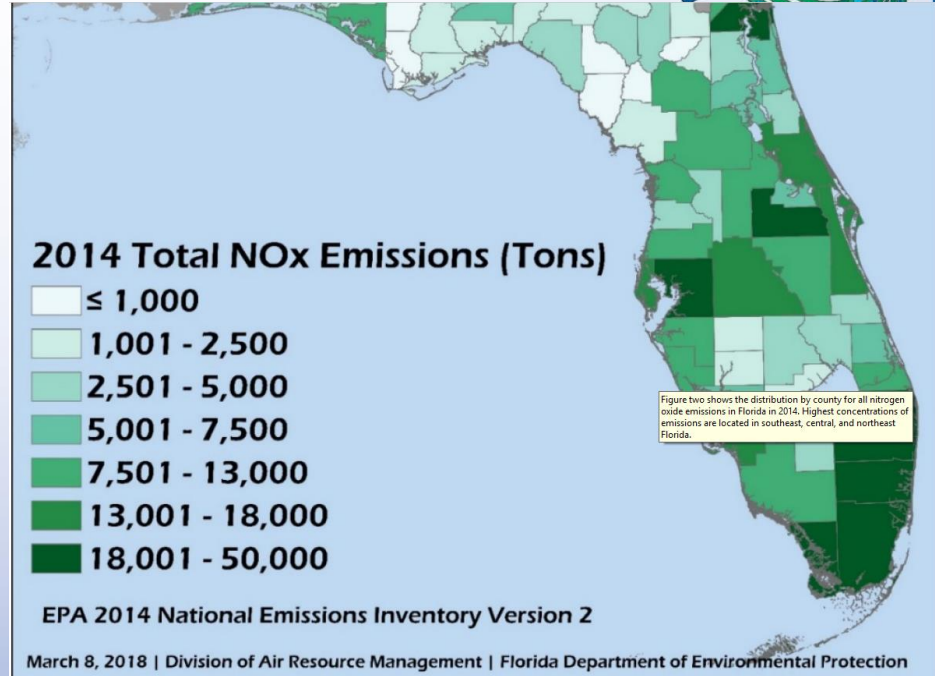 2014 Total NOx Emissions (Tons)
≤ 1,000
1,001 - 2,500
2,501 - 5,000
5,001 - 7,500
7,501 - 13,000
13,001 - 18,000
18,001 - 50,000
Figure two shows the distribution by county for all nitrogen
oxide emissions in Florida in 2014. Highest concentrations of
emissions are located in southeast, central, and northeast
Florida.
EPA 2014 National Emissions Inventory Version 2
March 8, 2018 | Division of Air Resource Management | Florida Department of Environmental Protection